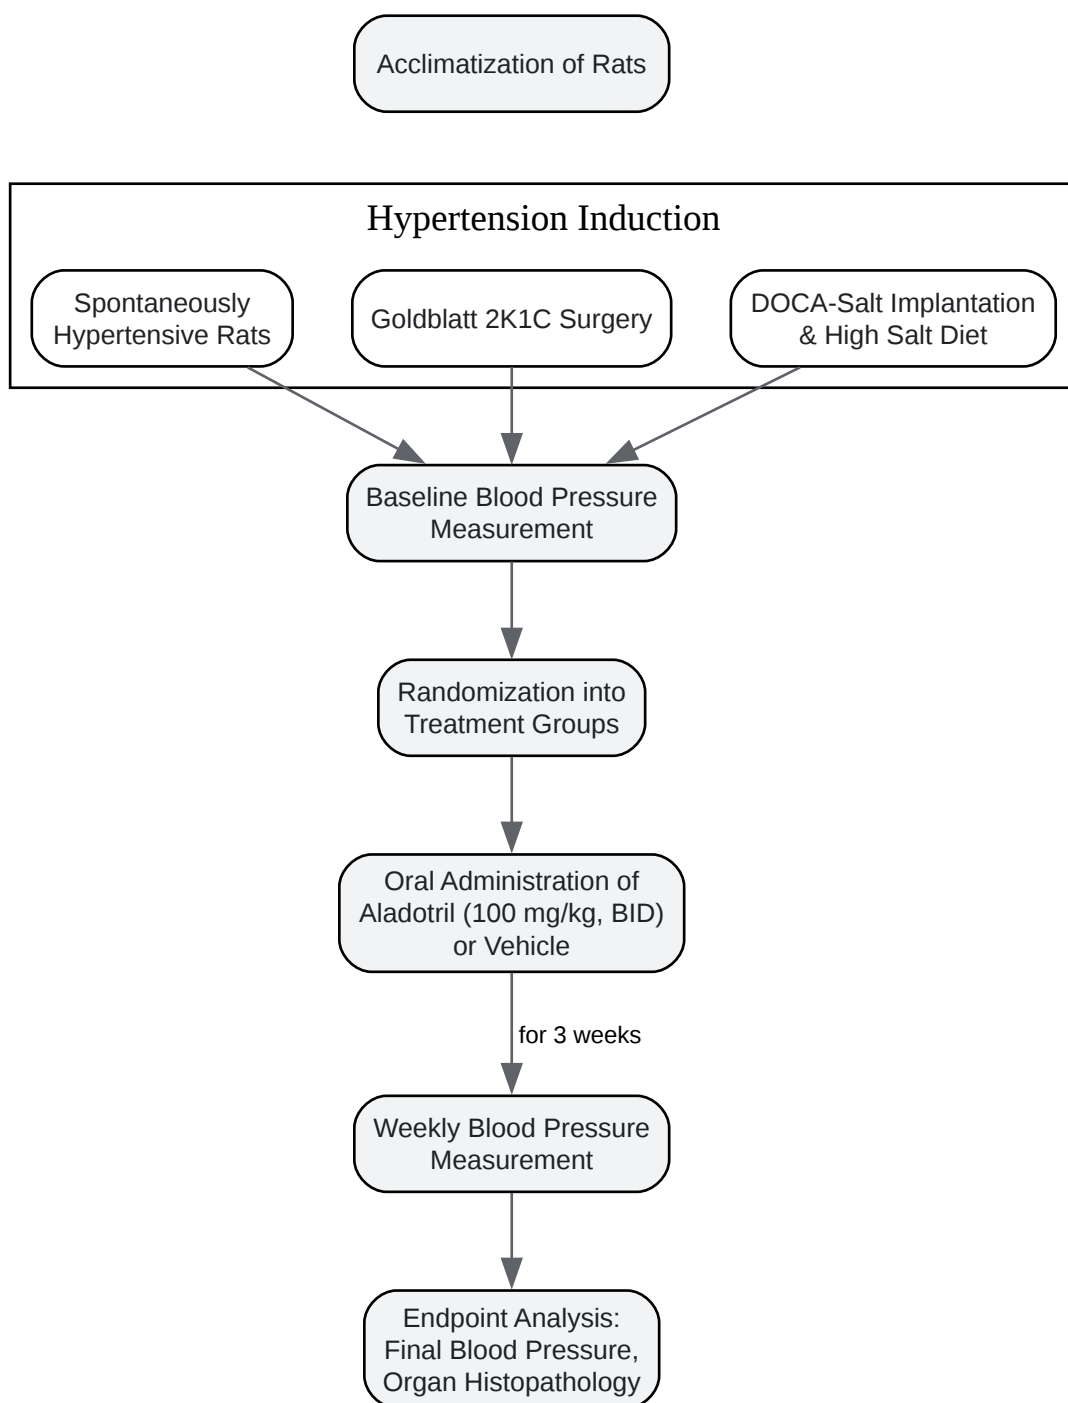 Acclimatization of Rats
Hypertension Induction
Spontaneously
Hypertensive Rats
Goldblatt 2K1C Surgery
DOCA-Salt Implantation
& High Salt Diet
Baseline Blood Pressure
Measurement
Randomization into
Treatment Groups
Oral Administration of
Aladotril (100 mg/kg, BID)
or Vehicle
for 3 weeks
Weekly Blood Pressure
Measurement
Endpoint Analysis:
Final Blood Pressure,
Organ Histopathology